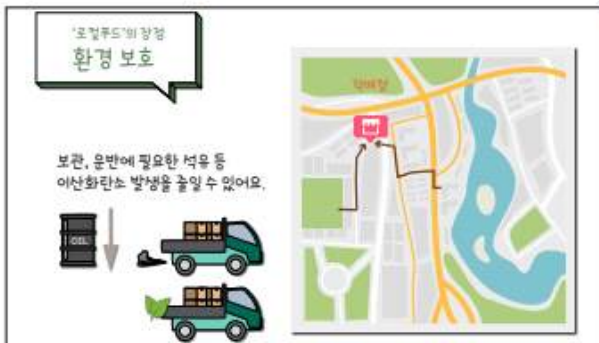 "로컬푸드"의 장점
환경 보호
보관, 운반에 필요한 석유 등
이산화탄소 발생을 줄일 수 있어요.
OIL